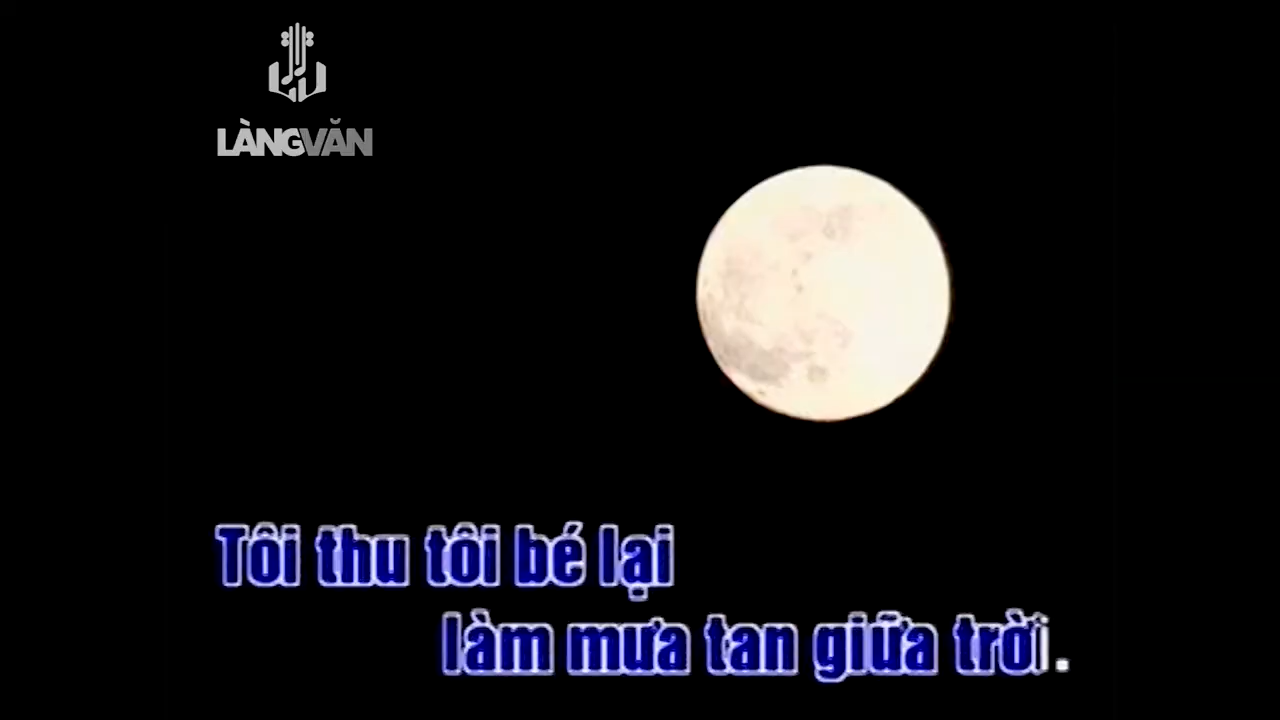 LÀNGVĂN
Tôi thu tôi bé lại
làm mưa tan giữa trời.